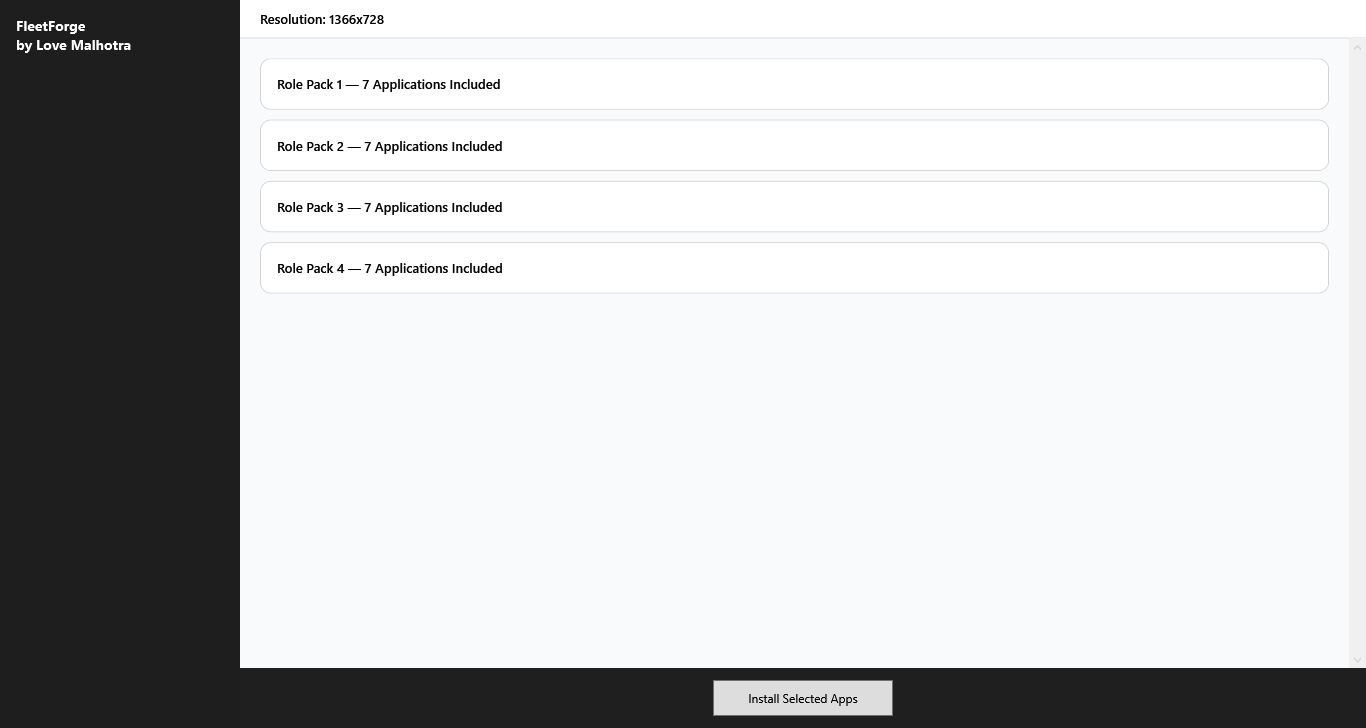 FleetForge
by Love Malhotra
Resolution: 1366x728
Role Pack 1 — 7 Applications Included
Role Pack 2 — 7 Applications Included
Role Pack 3 — 7 Applications Included
Role Pack 4 — 7 Applications Included
Install Selected Apps